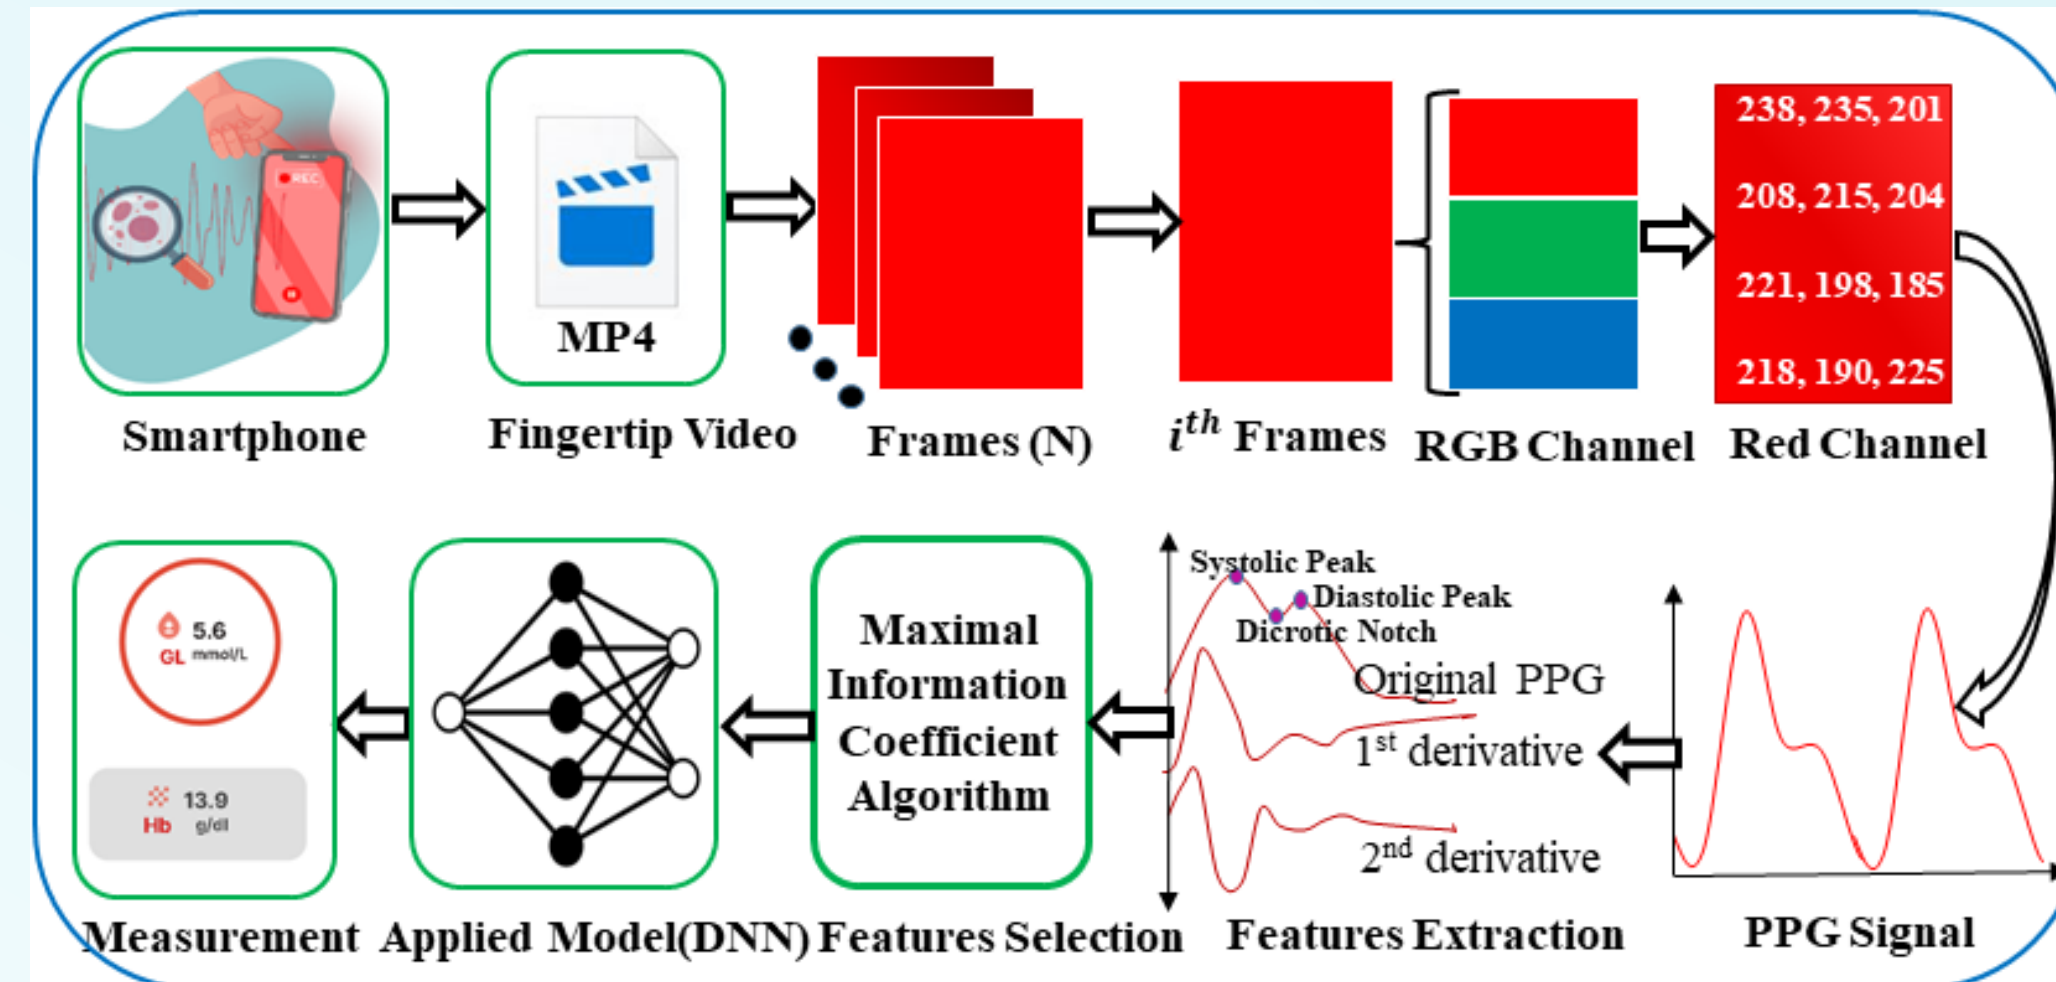 REC
MP4
238, 235, 201
208, 215, 204
221, 198, 185
218, 190, 225
Smartphone
Fingertip Video
Frames (N)
iᵗʰ Frames
RGB Channel
Red Channel
5.6
GL mmol/L
13.9
Hb g/dl
Maximal
Information
Coefficient
Algorithm
Systolic Peak
Diastolic Peak
Dicrotic Notch
Original PPG
1st derivative
2nd derivative
Measurement
Applied Model(DNN)
Features Selection
Features Extraction
PPG Signal